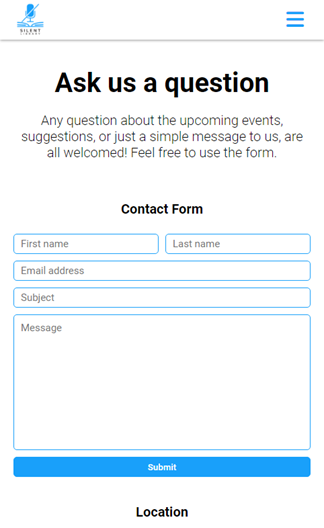 SILENT
LIBRARY
Ask us a question
Any question about the upcoming events,
suggestions, or just a simple message to us, are
all welcomed! Feel free to use the form.
Contact Form
First name
Last name
Email address
Subject
Message
Submit
Location